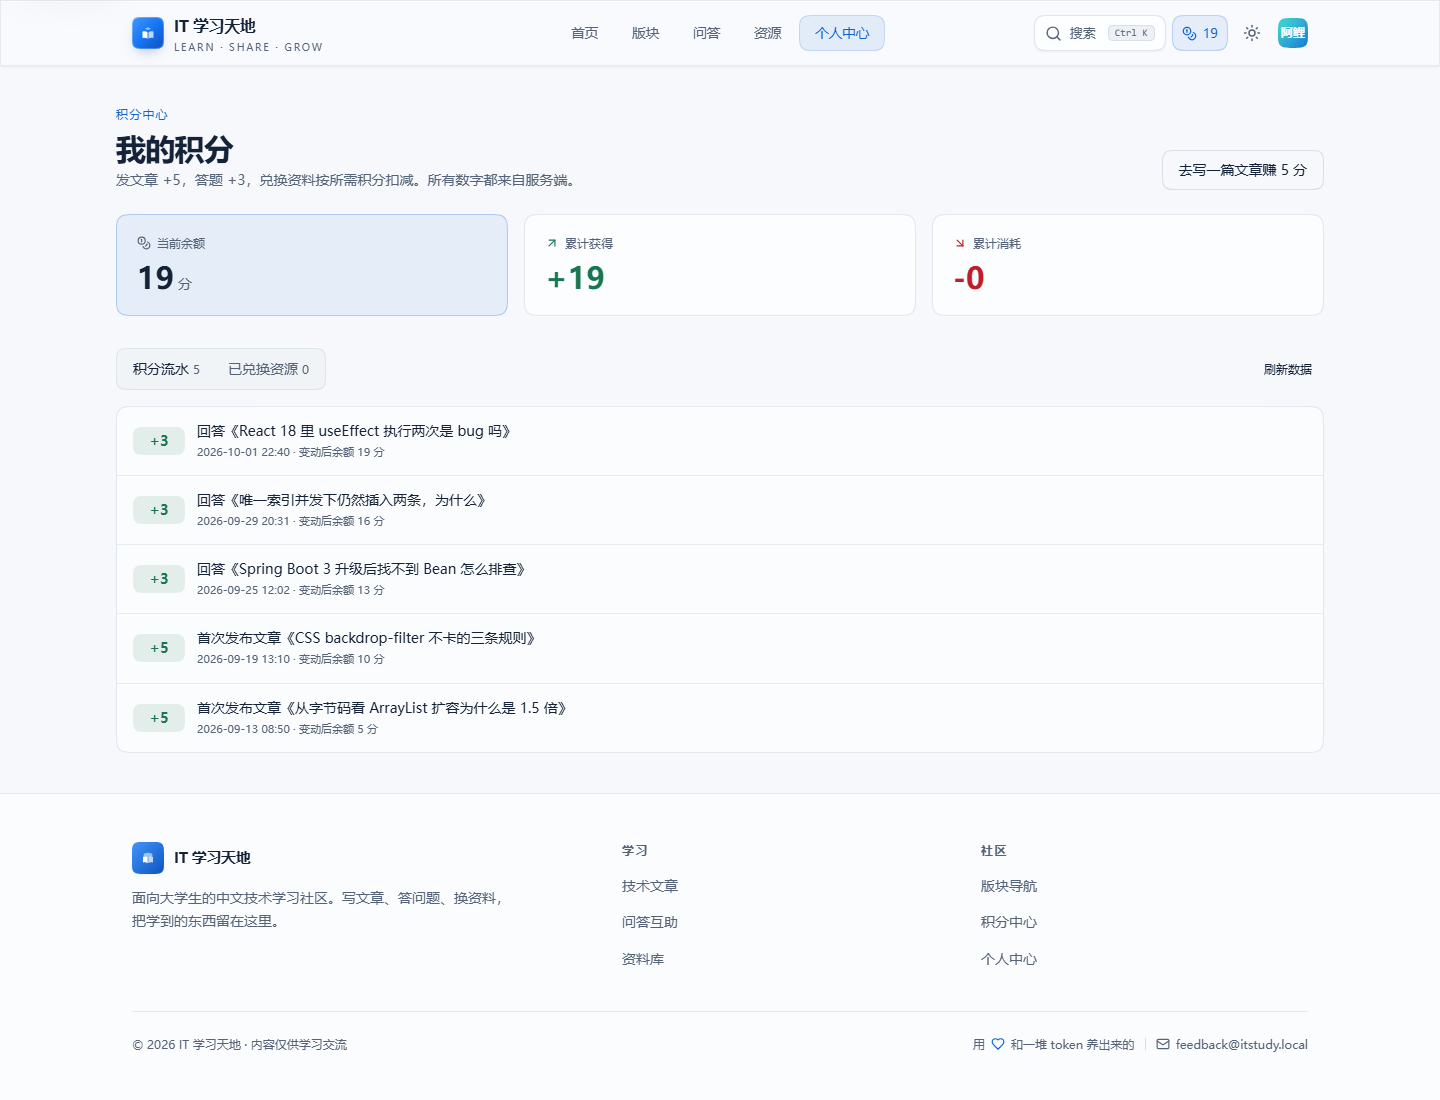 IT 学习天地
LEARN · SHARE · GROW
首页
版块
问答
资源
个人中心
搜索 Ctrl K
19
阿鲤
积分中心
我的积分
发文章 +5，答题 +3，兑换资料按所需积分扣减。所有数字都来自服务端。
去写一篇文章赚 5 分
当前余额
19 分
累计获得
+19
累计消耗
-0
积分流水 5
已兑换资源 0
刷新数据
+3
回答《React 18 里 useEffect 执行两次是 bug 吗》
2026-10-01 22:40 · 变动后余额 19 分
+3
回答《唯一索引并发下仍然插入两条，为什么》
2026-09-29 20:31 · 变动后余额 16 分
+3
回答《Spring Boot 3 升级后找不到 Bean 怎么排查》
2026-09-25 12:02 · 变动后余额 13 分
+5
首次发布文章《CSS backdrop-filter 不卡的三条规则》
2026-09-19 13:10 · 变动后余额 10 分
+5
首次发布文章《从字节码看 ArrayList 扩容为什么是 1.5 倍》
2026-09-13 08:50 · 变动后余额 5 分
IT 学习天地
面向大学生的中文技术学习社区。写文章、答问题、换资料，
把学到的东西留在这里。
学习
技术文章
问答互助
资料库
社区
版块导航
积分中心
个人中心
© 2026 IT 学习天地 · 内容仅供学习交流
用 和一堆 token 养出来的
feedback@itstudy.local